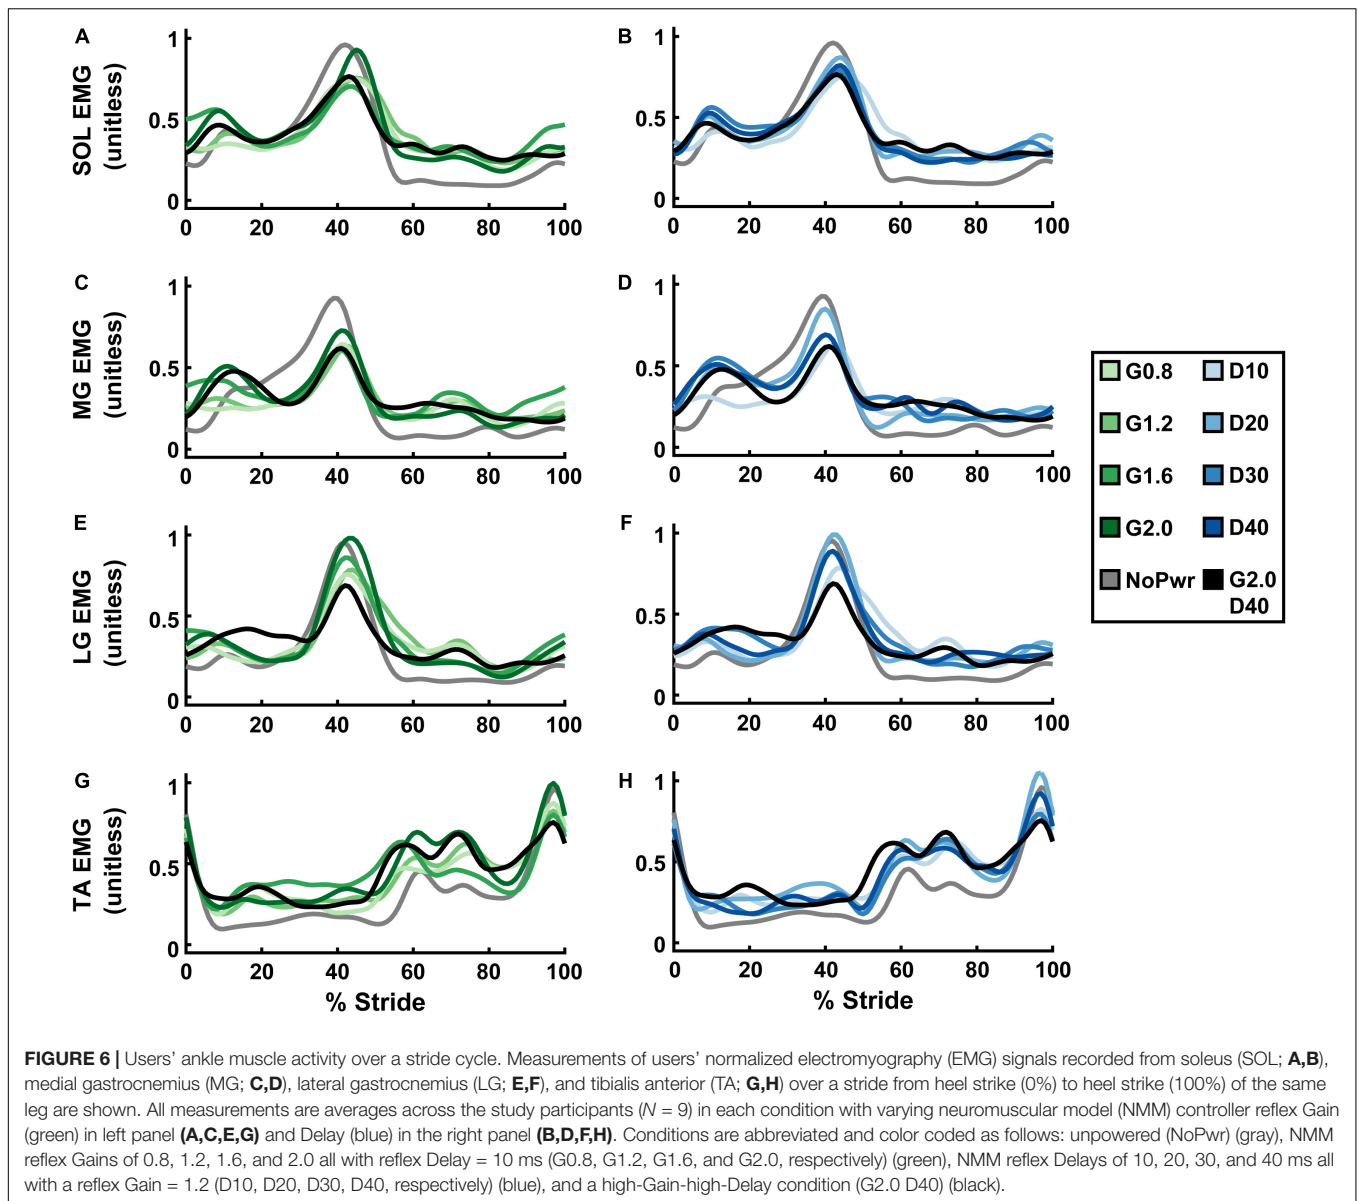 A
SOL EMG
(unitless)
1
0.5
0
0 20 40 60 80 100
B
1
0.5
0
0 20 40 60 80 100
C
MG EMG
(unitless)
1
0.5
0
0 20 40 60 80 100
D
1
0.5
0
0 20 40 60 80 100
E
LG EMG
(unitless)
1
0.5
0
0 20 40 60 80 100
F
1
0.5
0
0 20 40 60 80 100
G
TA EMG
(unitless)
1
0.5
0
0 20 40 60 80 100
% Stride
H
1
0.5
0
0 20 40 60 80 100
% Stride
G0.8 D10
G1.2 D20
G1.6 D30
G2.0 D40
NoPwr G2.0
D40
FIGURE 6 | Users' ankle muscle activity over a stride cycle. Measurements of users' normalized electromyography (EMG) signals recorded from soleus (SOL; A,B),
medial gastrocnemius (MG; C,D), lateral gastrocnemius (LG; E,F), and tibialis anterior (TA; G,H) over a stride from heel strike (0%) to heel strike (100%) of the same
leg are shown. All measurements are averages across the study participants (N = 9) in each condition with varying neuromuscular model (NMM) controller reflex Gain
(green) in left panel (A,C,E,G) and Delay (blue) in the right panel (B,D,F,H). Conditions are abbreviated and color coded as follows: unpowered (NoPwr) (gray), NMM
reflex Gains of 0.8, 1.2, 1.6, and 2.0 all with reflex Delay = 10 ms (G0.8, G1.2, G1.6, and G2.0, respectively) (green), NMM reflex Delays of 10, 20, 30, and 40 ms all
with a reflex Gain = 1.2 (D10, D20, D30, D40, respectively) (blue), and a high-Gain-high-Delay condition (G2.0 D40) (black).